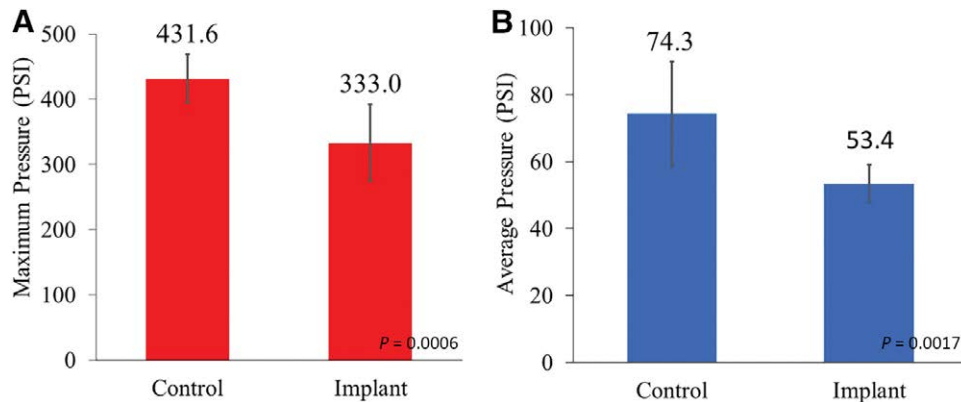 A
Maximum Pressure (PSI)
500
400
300
200
100
0
431.6
333.0
P = 0.0006
Control
Implant
B
Average Pressure (PSI)
100
80
60
40
20
0
74.3
53.4
P = 0.0017
Control
Implant